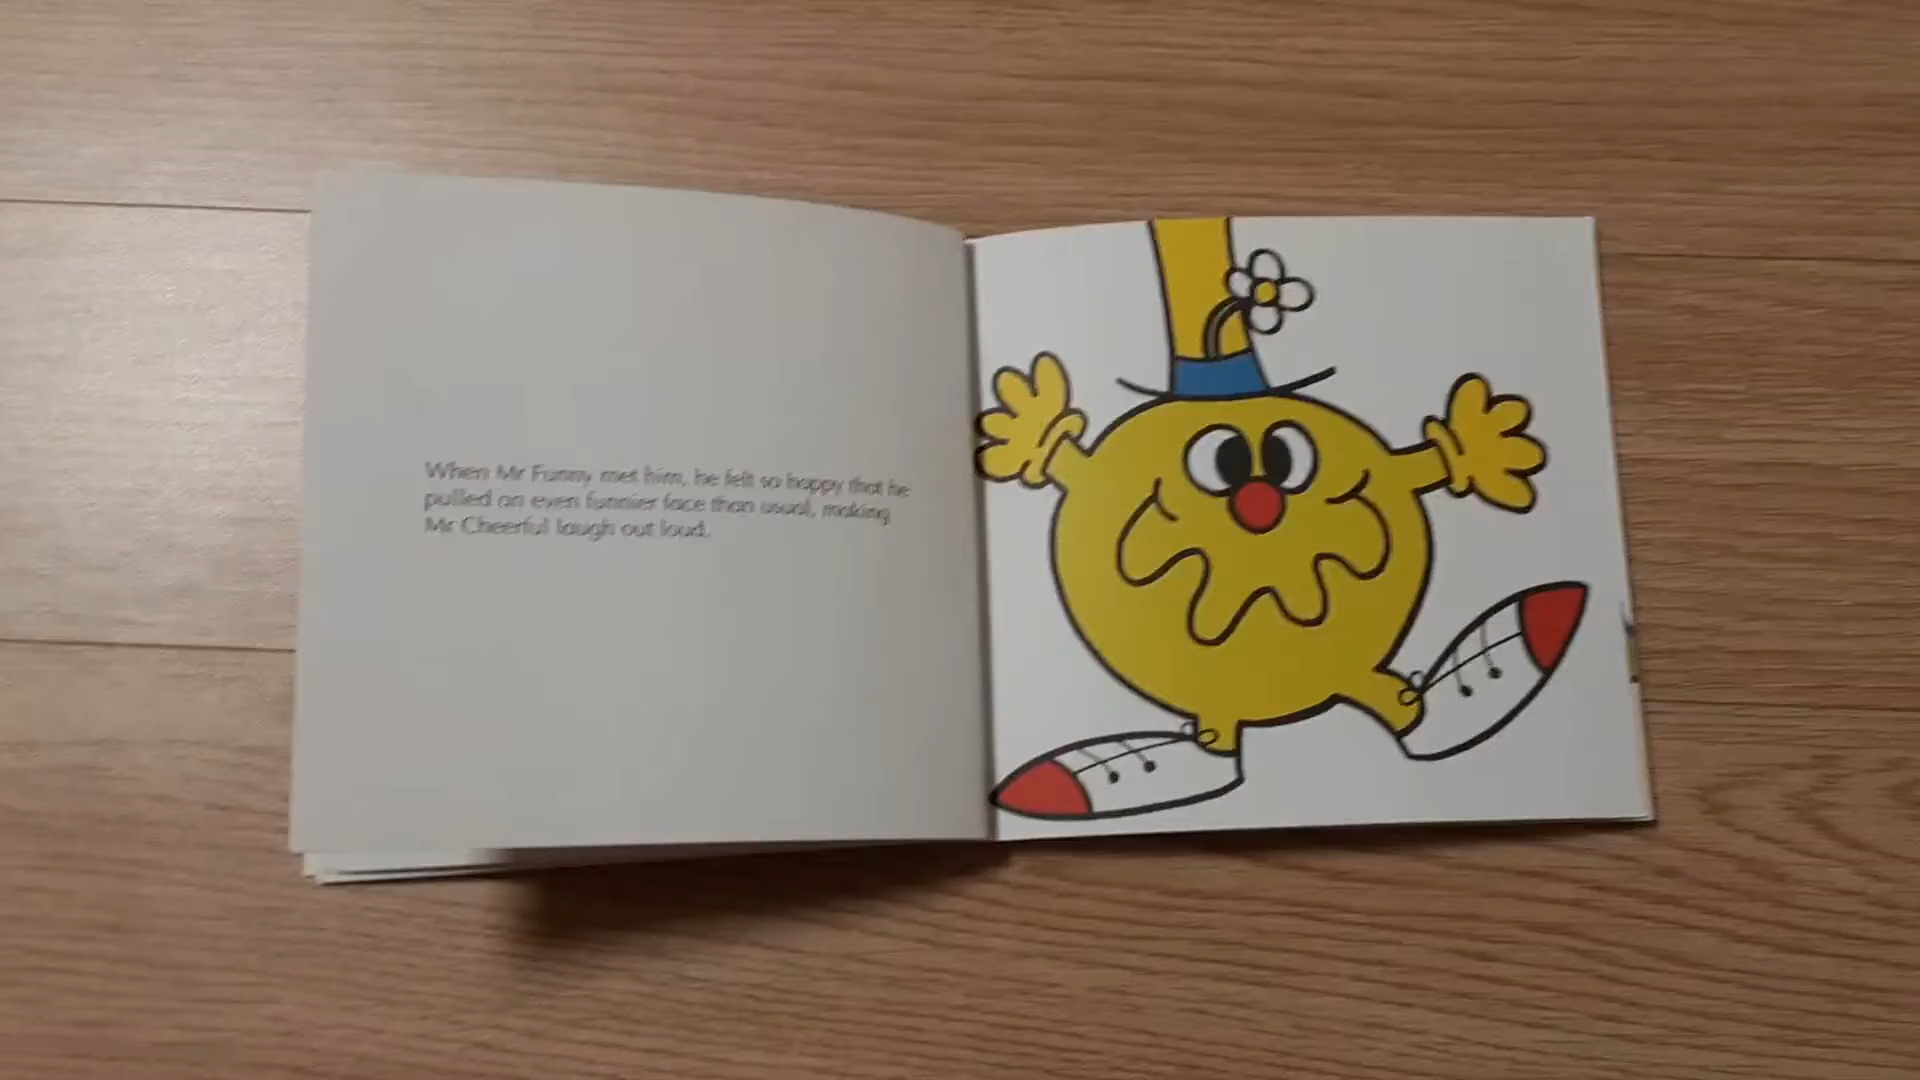 When Mr Funny met him, he felt so happy that he
pulled an even funnier face than usual, making
Mr Cheerful laugh out loud.